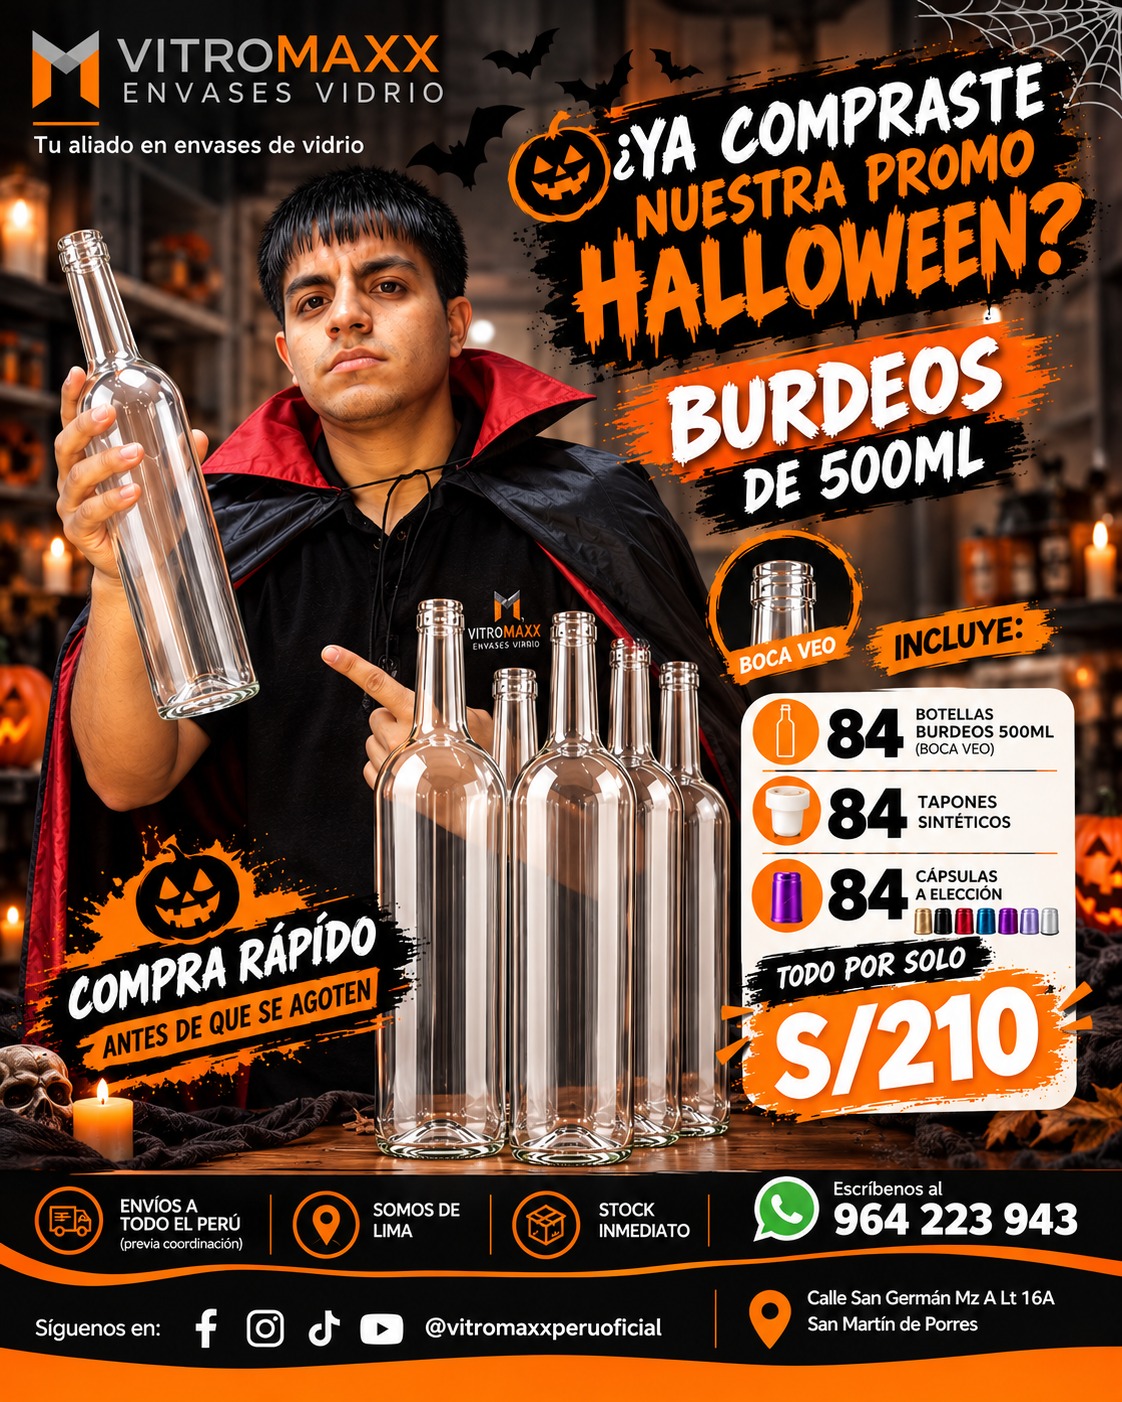 VITROMAXX
ENVASES VIDRIO
Tu aliado en envases de vidrio
¿YA COMPRASTE
NUESTRA PROMO
HALLOWEEN?
BURDEOS
DE 500ML
VITROMAXX
ENVASES VIDRIO
BOCA VEO
INCLUYE:
84 BOTELLAS
BURDEOS 500ML
(BOCA VEO)
84 TAPONES
SINTÉTICOS
84 CÁPSULAS
A ELECCIÓN
TODO POR SOLO
S/210
COMPRA RÁPÍDO
ANTES DE QUE SE AGOTEN
ENVÍOS A
TODO EL PERÚ
(previa coordinación)
SOMOS DE
LIMA
STOCK
INMEDIATO
Escríbenos al
964 223 943
Síguenos en:
@vitromaxxperuoficial
Calle San Germán Mz A Lt 16A
San Martín de Porres